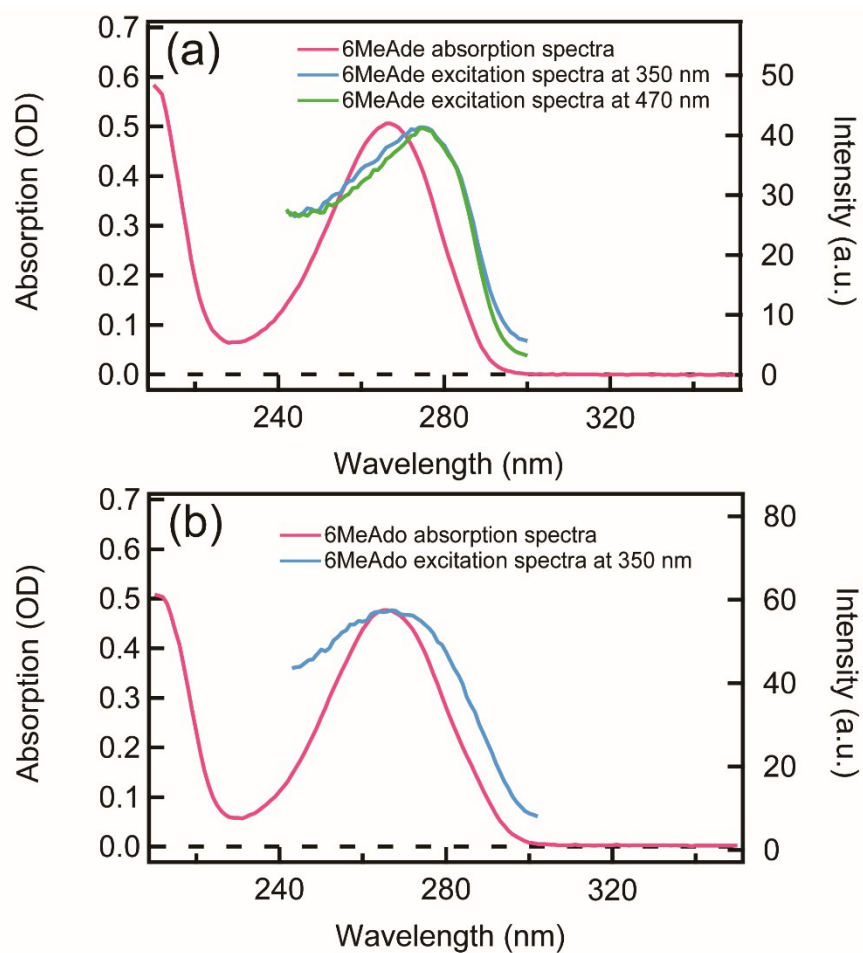 (a)
6MeAde absorption spectra
6MeAde excitation spectra at 350 nm
6MeAde excitation spectra at 470 nm
Absorption (OD)
0.7
0.6
0.5
0.4
0.3
0.2
0.1
0.0
50
40
30
20
10
0
Intensity (a.u.)
240 280 320
Wavelength (nm)
(b)
6MeAdo absorption spectra
6MeAdo excitation spectra at 350 nm
Absorption (OD)
0.7
0.6
0.5
0.4
0.3
0.2
0.1
0.0
80
60
40
20
0
Intensity (a.u.)
240 280 320
Wavelength (nm)